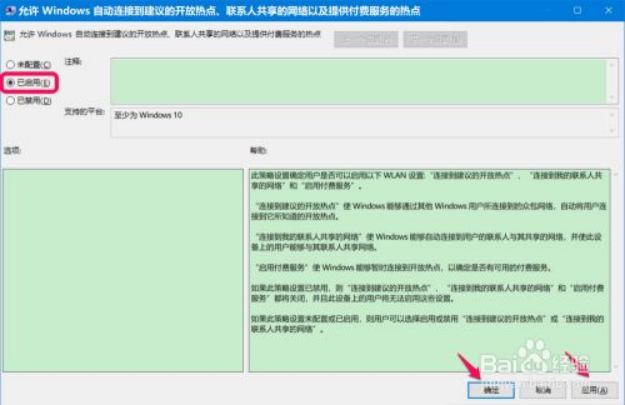 允许 Windows 自动连接到建议的开放热点、联系人共享的网络以及提供付费服务的热点
允许 Windows 自动连接到建议的开放热点、联系人共享的网络以及提供付费服务的热点
未配置(C)
注释:
已启用(E)
已禁用(D)
支持的平台:
至少为 Windows 10
选项:
帮助:
此策略设置确定用户是否可以启用以下 WLAN 设置:“连接到建议的开放热点”、“连接到我的联系人共
享的网络”和“启用付费服务”。
“连接到建议的开放热点”使 Windows 能够通过其他 Windows 用户所连接到的众包网络，自动将用户连
接到它所知道的开放热点。
“连接到我的联系人共享的网络”使 Windows 能够自动连接到用户的联系人与其共享的网络，并使此设
备上的用户能够与其联系人共享网络。
“启用付费服务”使 Windows 能够暂时连接到开放热点，以确定是否有可用的付费服务。
如果此策略设置已禁用，则“连接到建议的开放热点”、“连接到我的联系人共享的网络”和“启用付费
服务”都将关闭，并且此设备上的用户将无法启用这些设置。
如果此策略设置未配置或已启用，则用户可以选择启用或禁用“连接到建议的开放热点”或“连接到我的
联系人共享的网络”。
Baidu 经验
确定
取消
应用(A)